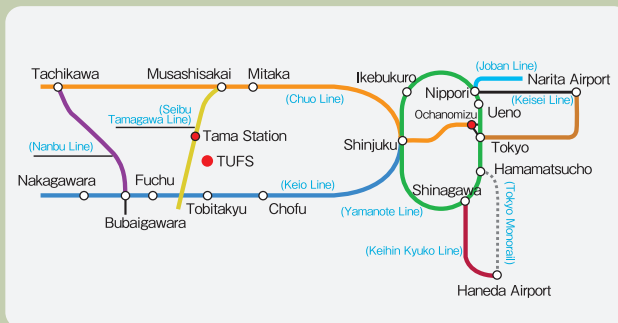 Tachikawa
Musashisakai
Mitaka
Ikebukuro
(Joban Line)
Nippori
Narita Airport
(Chuo Line)
(Keisei Line)
(Seibu
Tamagawa Line)
Ochanomizu
Ueno
Tama Station
Shinjuku
Tokyo
(Nanbu Line)
TUFS
Hamamatsucho
Nakagawara
Fuchu
(Keio Line)
Shinagawa
Tobitakyu
Chofu
(Yamanote Line)
(Tokyo Monorail)
Bubaigawara
(Keihin Kyuko Line)
Haneda Airport